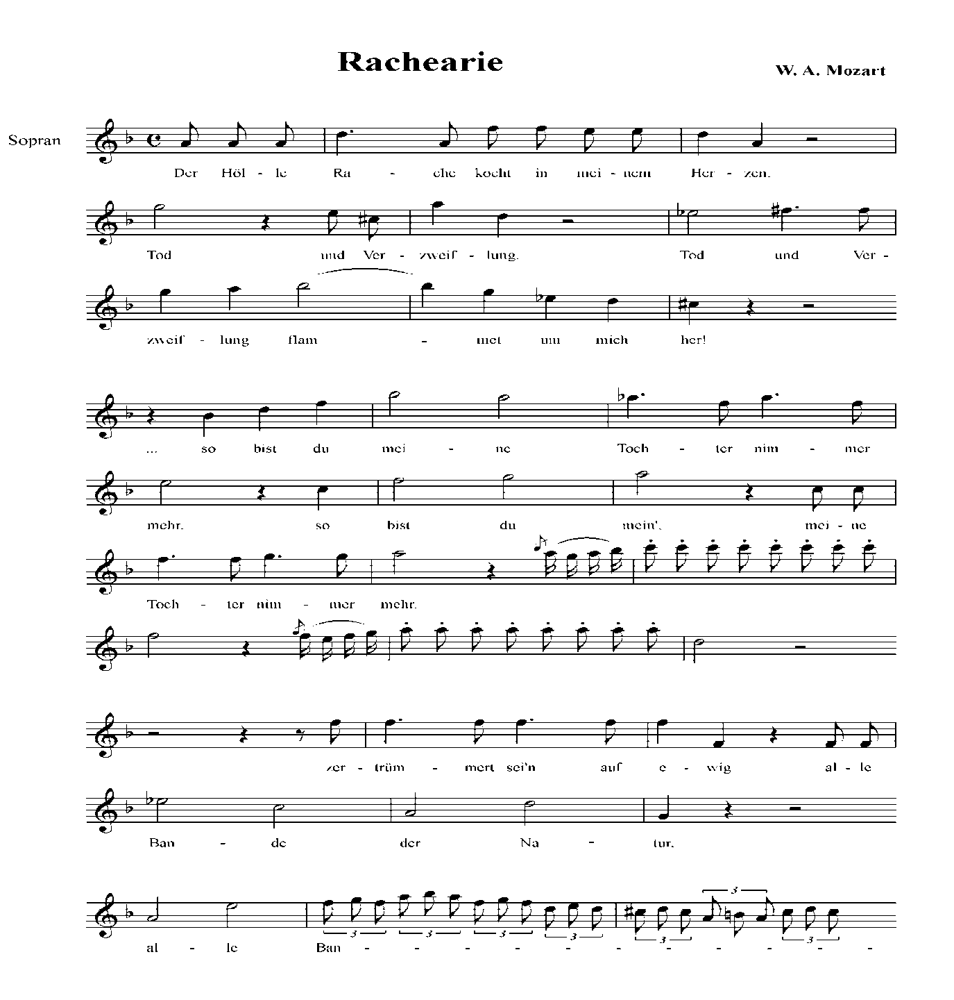 Rachearie
W. A. Mozart
Sopran
Der Höl - le Ra - che kocht in mei - nem Her - zen.
Tod und Ver - zweif - lung. Tod und Ver -
zweif - lung flam - met um mich her!
... so bist du mei - ne Toch - ter nim - mer
mehr. so bist du mein', mei - ne
Toch - ter nim - mer mehr.
zer - trüm - mert sei'n auf e - wig al - le
Ban - de der Na - tur.
3 3 3 3 3 3 3
al - le Ban - - - - - - - - - - -